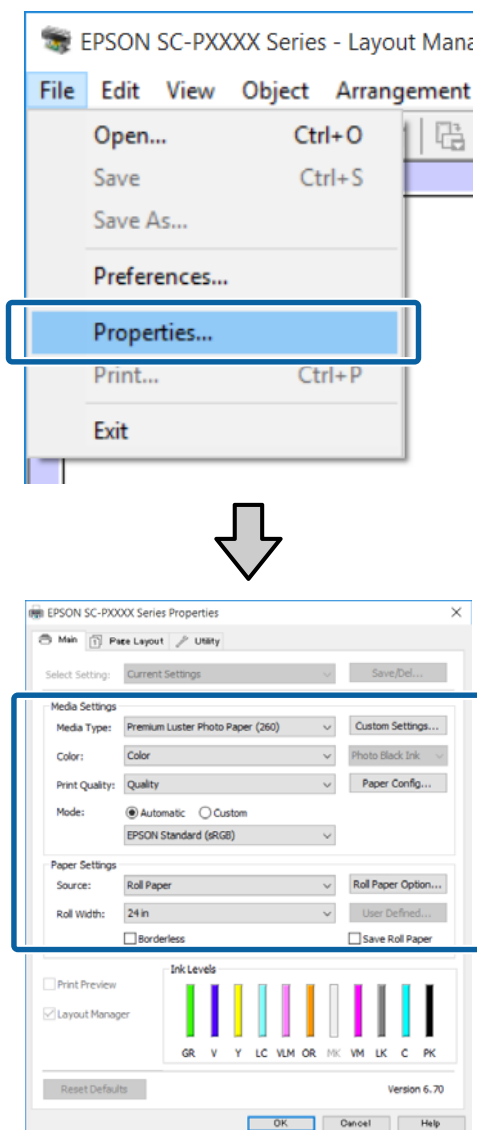 EPSON SC-PXXXX Series - Layout Mana
File Edit View Object Arrangement
Open... Ctrl+O
Save Ctrl+S
Save As...
Preferences...
Properties...
Print... Ctrl+P
Exit
EPSON SC-PXXXX Series Properties
Main Page Layout Utility
Select Setting: Current Settings Save/Del...
Media Settings
Media Type: Premium Luster Photo Paper (260) Custom Settings...
Color: Color Photo Black Ink
Print Quality: Quality Paper Config...
Mode: Automatic Custom
EPSON Standard (sRGB)
Paper Settings
Source: Roll Paper Roll Paper Option...
Roll Width: 24 in User Defined...
Borderless Save Roll Paper
Ink Levels
Print Preview
Layout Manager
GR V Y LC VLM OR MK VM LK C PK
Reset Defaults Version 6.70
OK Cancel Help